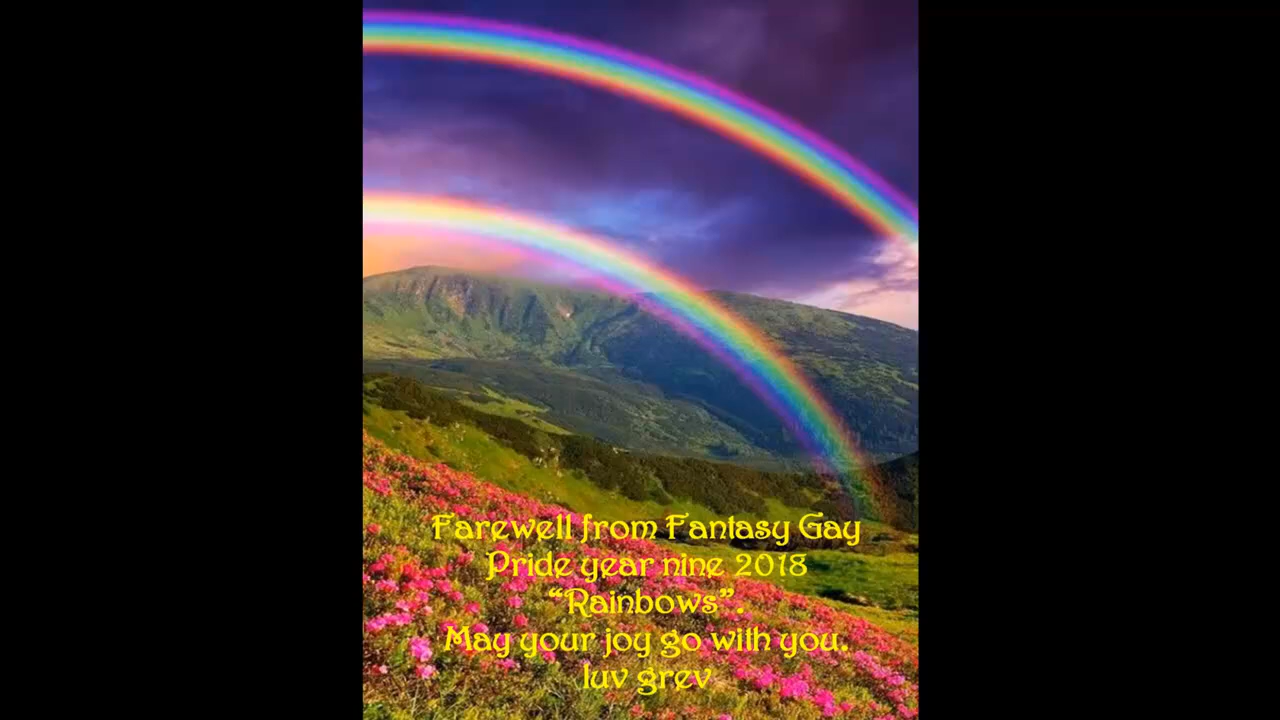 Farewell from Fantasy Gay
Pride year nine 2018
“Rainbows”.
May your joy go with you.
luv grev